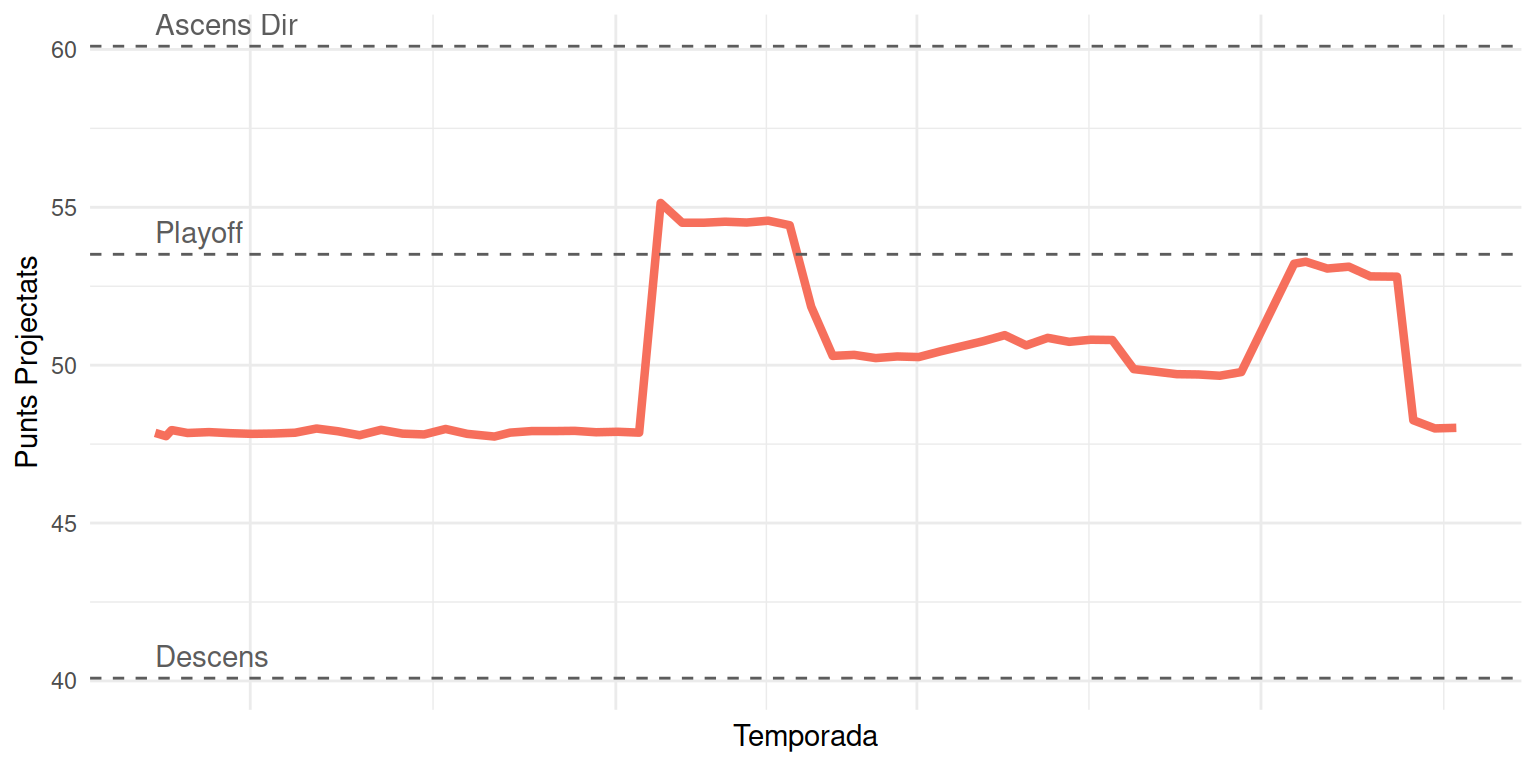 Ascens Dir
60
55
Playoff
Punts Projectats
50
45
Descens
40
Temporada